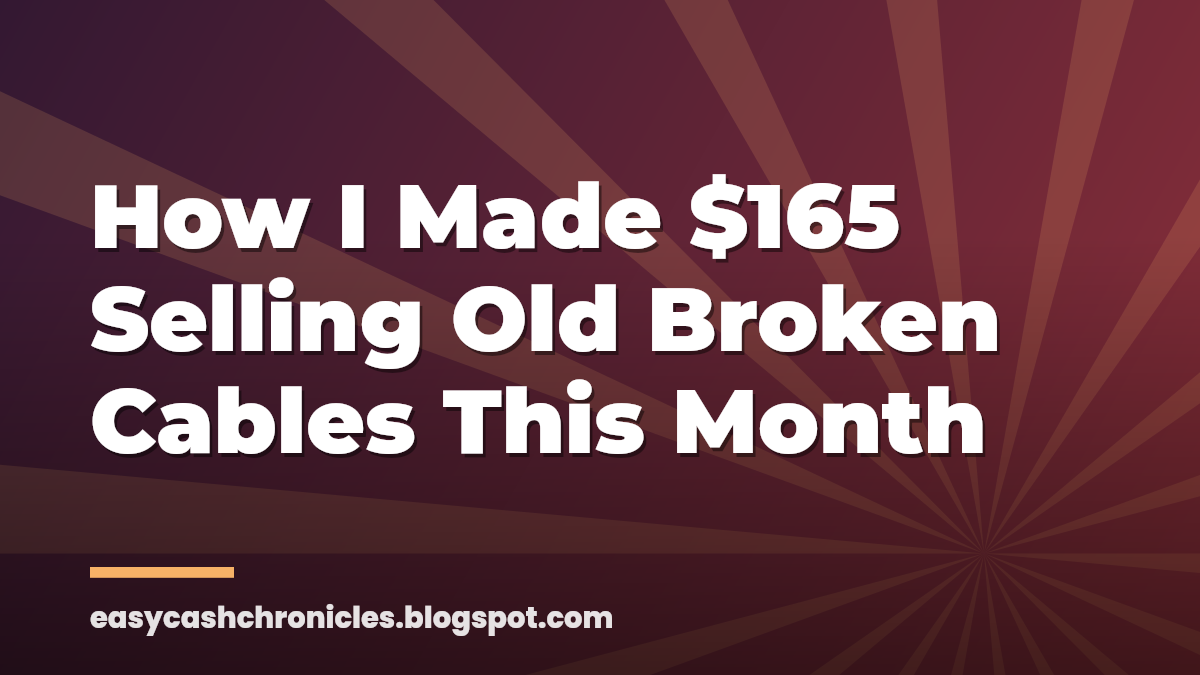 How I Made $165
Selling Old Broken
Cables This Month
easycashchronicles.blogspot.com